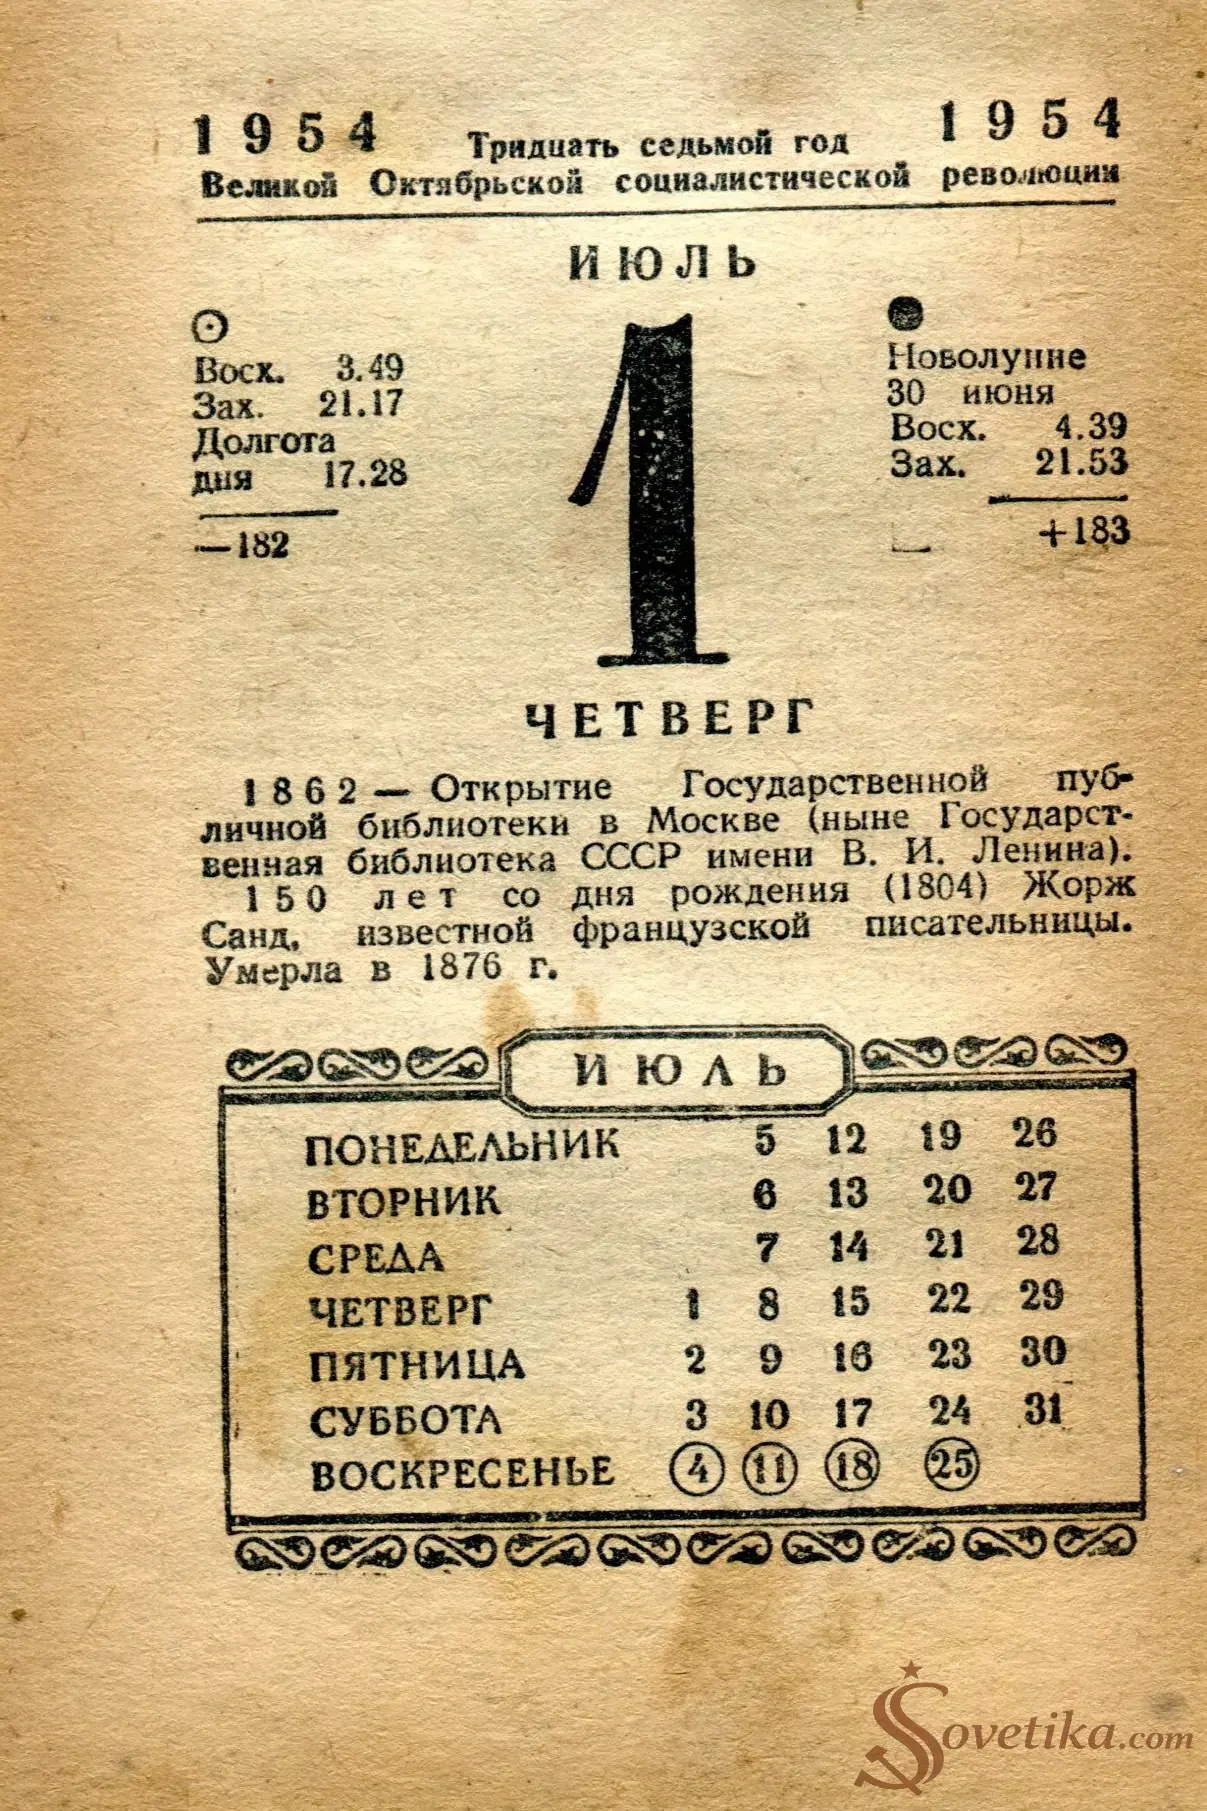 1954 Тридцать седьмой год 1954
Великой Октябрьской социалистической революции
ИЮЛЬ
Восх. 3.49
Зах. 21.17
Долгота
дня 17.28
—182
1
Новолуние
30 июня
Восх. 4.39
Зах. 21.53
+183
ЧЕТВЕРГ
1862 — Открытие Государственной пуб-
личной библиотеки в Москве (ныне Государст-
венная библиотека СССР имени В. И. Ленина).
150 лет со дня рождения (1804) Жорж
Санд, известной французской писательницы.
Умерла в 1876 г.
ИЮЛЬ
ПОНЕДЕЛЬНИК 5 12 19 26
ВТОРНИК 6 13 20 27
СРЕДА 7 14 21 28
ЧЕТВЕРГ 1 8 15 22 29
ПЯТНИЦА 2 9 16 23 30
СУББОТА 3 10 17 24 31
ВОСКРЕСЕНЬЕ 4 11 18 25
Sovetika.com